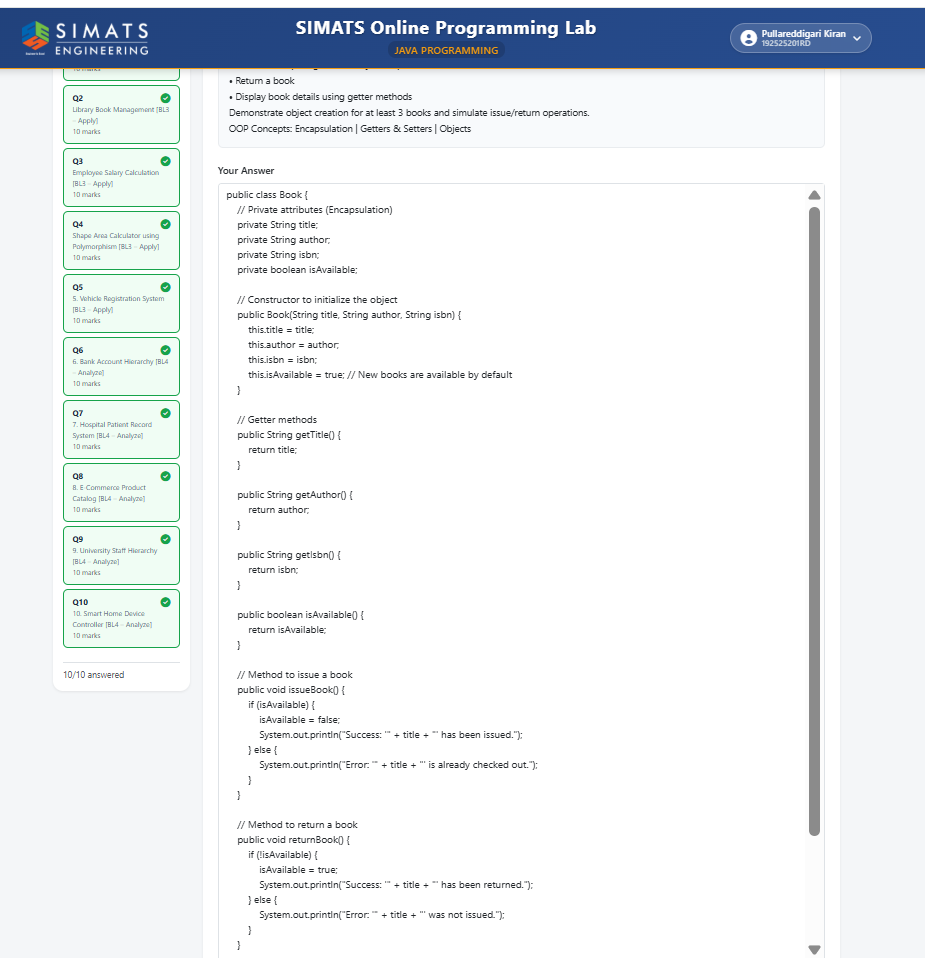 SIMATS
ENGINEERING
SIMATS Online Programming Lab
JAVA PROGRAMMING
Pullareddigari Kiran
192525201RD
10 marks
Q2
Library Book Management [BL3
- Apply]
10 marks
Q3
Employee Salary Calculation
[BL3 - Apply]
10 marks
Q4
Shape Area Calculator using
Polymorphism [BL3 - Apply]
10 marks
Q5
5. Vehicle Registration System
[BL3 - Apply]
10 marks
Q6
6. Bank Account Hierarchy [BL4
- Analyze]
10 marks
Q7
7. Hospital Patient Record
System [BL4 - Analyze]
10 marks
Q8
8. E-Commerce Product
Catalog [BL4 - Analyze]
10 marks
Q9
9. University Staff Hierarchy
[BL4 - Analyze]
10 marks
Q10
10. Smart Home Device
Controller [BL4 - Analyze]
10 marks
10/10 answered
• Return a book
• Display book details using getter methods
Demonstrate object creation for at least 3 books and simulate issue/return operations.
OOP Concepts: Encapsulation | Getters & Setters | Objects
Your Answer
public class Book {
// Private attributes (Encapsulation)
private String title;
private String author;
private String isbn;
private boolean isAvailable;
// Constructor to initialize the object
public Book(String title, String author, String isbn) {
this.title = title;
this.author = author;
this.isbn = isbn;
this.isAvailable = true; // New books are available by default
}
// Getter methods
public String getTitle() {
return title;
}
public String getAuthor() {
return author;
}
public String getIsbn() {
return isbn;
}
public boolean isAvailable() {
return isAvailable;
}
// Method to issue a book
public void issueBook() {
if (isAvailable) {
isAvailable = false;
System.out.println("Success: '" + title + "' has been issued.");
} else {
System.out.println("Error: '" + title + "' is already checked out.");
}
}
// Method to return a book
public void returnBook() {
if (!isAvailable) {
isAvailable = true;
System.out.println("Success: '" + title + "' has been returned.");
} else {
System.out.println("Error: '" + title + "' was not issued.");
}
}